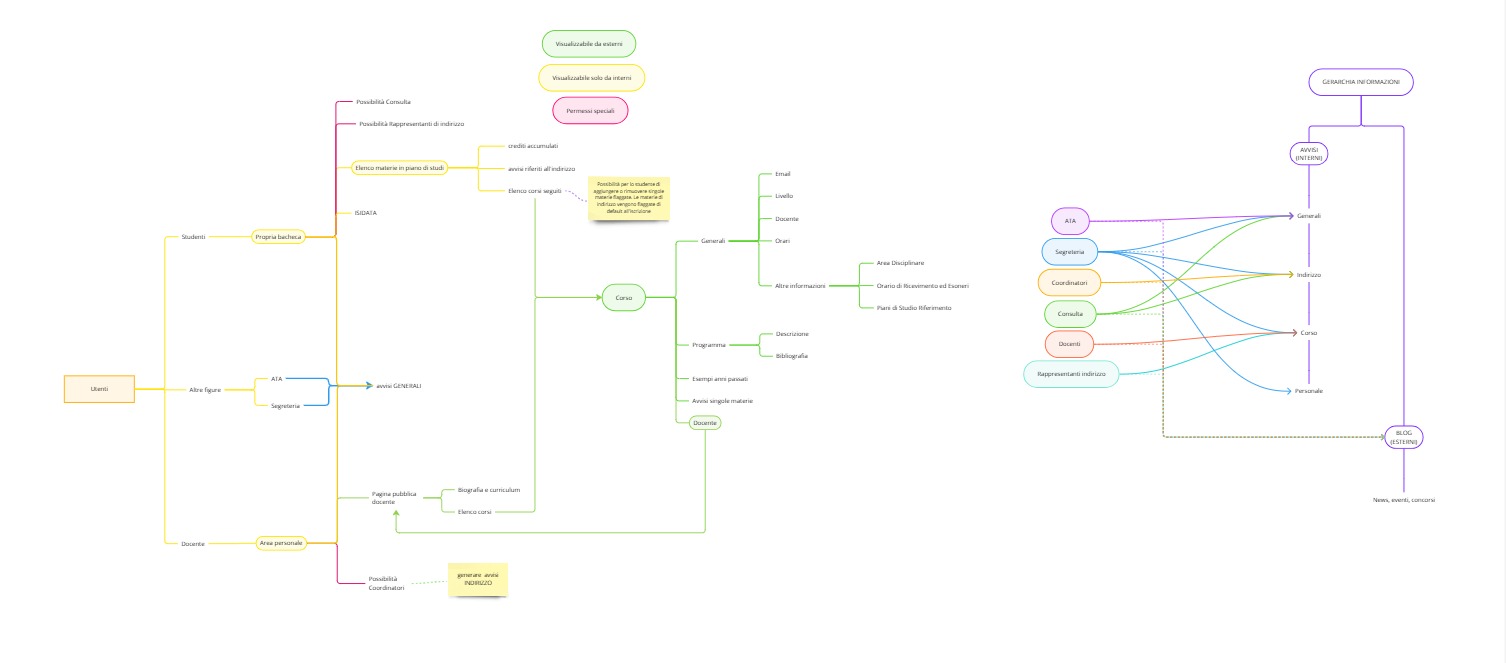 Visualizzabile da esterni
Visualizzabile solo da interni
Permessi speciali
Possibilità Consulta
Possibilità Rappresentanti di indirizzo
Elenco materie in piano di studi
crediti accumulati
avvisi riferiti all'indirizzo
Elenco corsi seguiti
Possibilità per lo studente di
aggiungere o rimuovere singole
materie flaggate. Le materie di
indirizzo vengono flaggate di
default all'iscrizione
ISIDATA
Studenti
Propria bacheca
Utenti
Altre figure
ATA
Segreteria
avvisi GENERALI
Pagina pubblica
docente
Biografia e curriculum
Elenco corsi
Docente
Area personale
Possibilità
Coordinatori
generare avvisi
INDIRIZZO
Corso
Generali
Email
Livello
Docente
Orari
Altre informazioni
Area Disciplinare
Orario di Ricevimento ed Esoneri
Piani di Studio Riferimento
Programma
Descrizione
Bibliografia
Esempi anni passati
Avvisi singole materie
Docente
GERARCHIA INFORMAZIONI
AVVISI
(INTERNI)
ATA
Segreteria
Coordinatori
Consulta
Docenti
Rappresentanti indirizzo
Generali
Indirizzo
Corso
Personale
BLOG
(ESTERNI)
News, eventi, concorsi